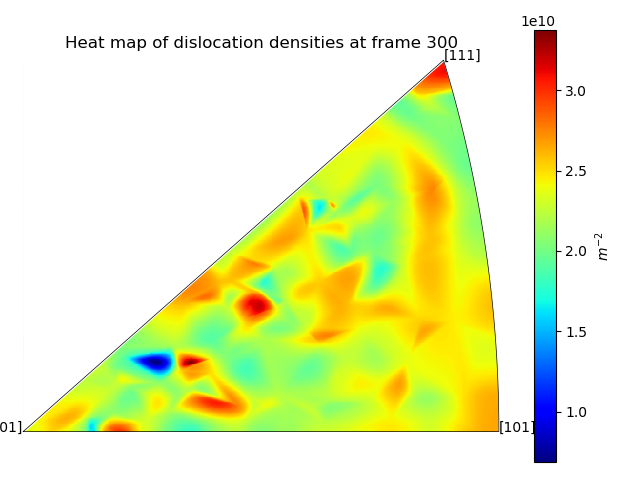 1e10
Heat map of dislocation densities at frame 300
[111]
3.0
2.5
2.0
m⁻²
1.5
1.0
01]
[101]